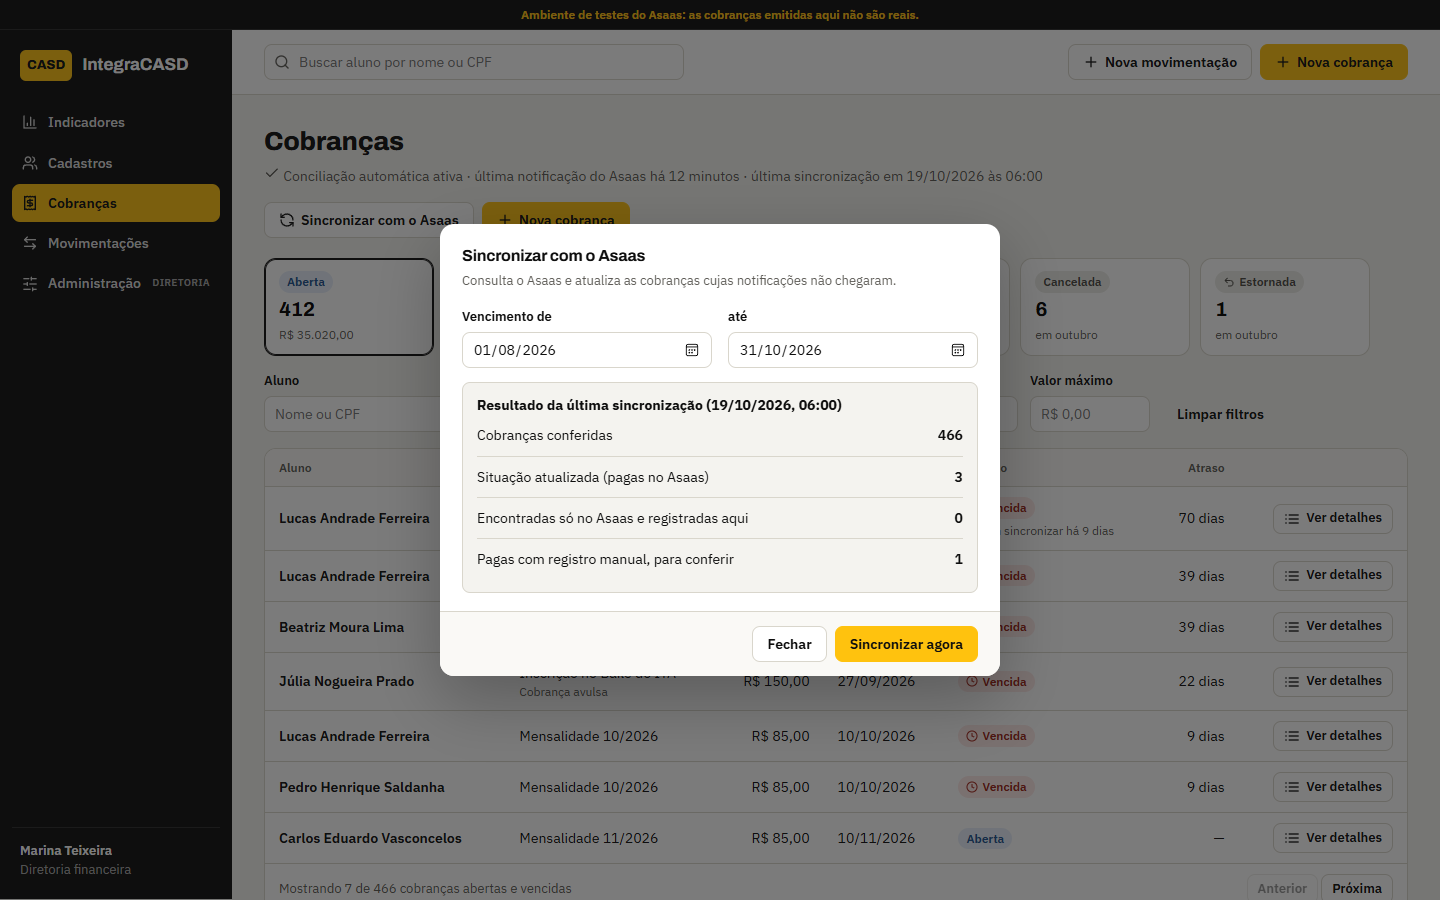 Ambiente de testes do Asaas: as cobranças emitidas aqui não são reais.
CASD IntegraCASD
Buscar aluno por nome ou CPF
Nova movimentação
Nova cobrança
Indicadores
Cadastros
Cobranças
Movimentações
Administração DIRETORIA
Marina Teixeira
Diretoria financeira
Cobranças
Conciliação automática ativa · última notificação do Asaas há 12 minutos · última sincronização em 19/10/2026 às 06:00
Sincronizar com o Asaas
Nova cobrança
Aberta
412
R$ 35.020,00
Cancelada
6
em outubro
Estornada
1
em outubro
Aluno
Nome ou CPF
Valor máximo
R$ 0,00
Limpar filtros
Sincronizar com o Asaas
Consulta o Asaas e atualiza as cobranças cujas notificações não chegaram.
Vencimento de
01/08/2026
até
31/10/2026
Resultado da última sincronização (19/10/2026, 06:00)
Cobranças conferidas 466
Situação atualizada (pagas no Asaas) 3
Encontradas só no Asaas e registradas aqui 0
Pagas com registro manual, para conferir 1
Fechar
Sincronizar agora
Aluno Atraso
Lucas Andrade Ferreira 70 dias Ver detalhes
sincronizar há 9 dias
Lucas Andrade Ferreira 39 dias Ver detalhes
Beatriz Moura Lima 39 dias Ver detalhes
Júlia Nogueira Prado R$ 150,00 27/09/2026 Vencida 22 dias Ver detalhes
Cobrança avulsa
Lucas Andrade Ferreira Mensalidade 10/2026 R$ 85,00 10/10/2026 Vencida 9 dias Ver detalhes
Pedro Henrique Saldanha Mensalidade 10/2026 R$ 85,00 10/10/2026 Vencida 9 dias Ver detalhes
Carlos Eduardo Vasconcelos Mensalidade 11/2026 R$ 85,00 10/11/2026 Aberta — Ver detalhes
Mostrando 7 de 466 cobranças abertas e vencidas
Anterior
Próxima